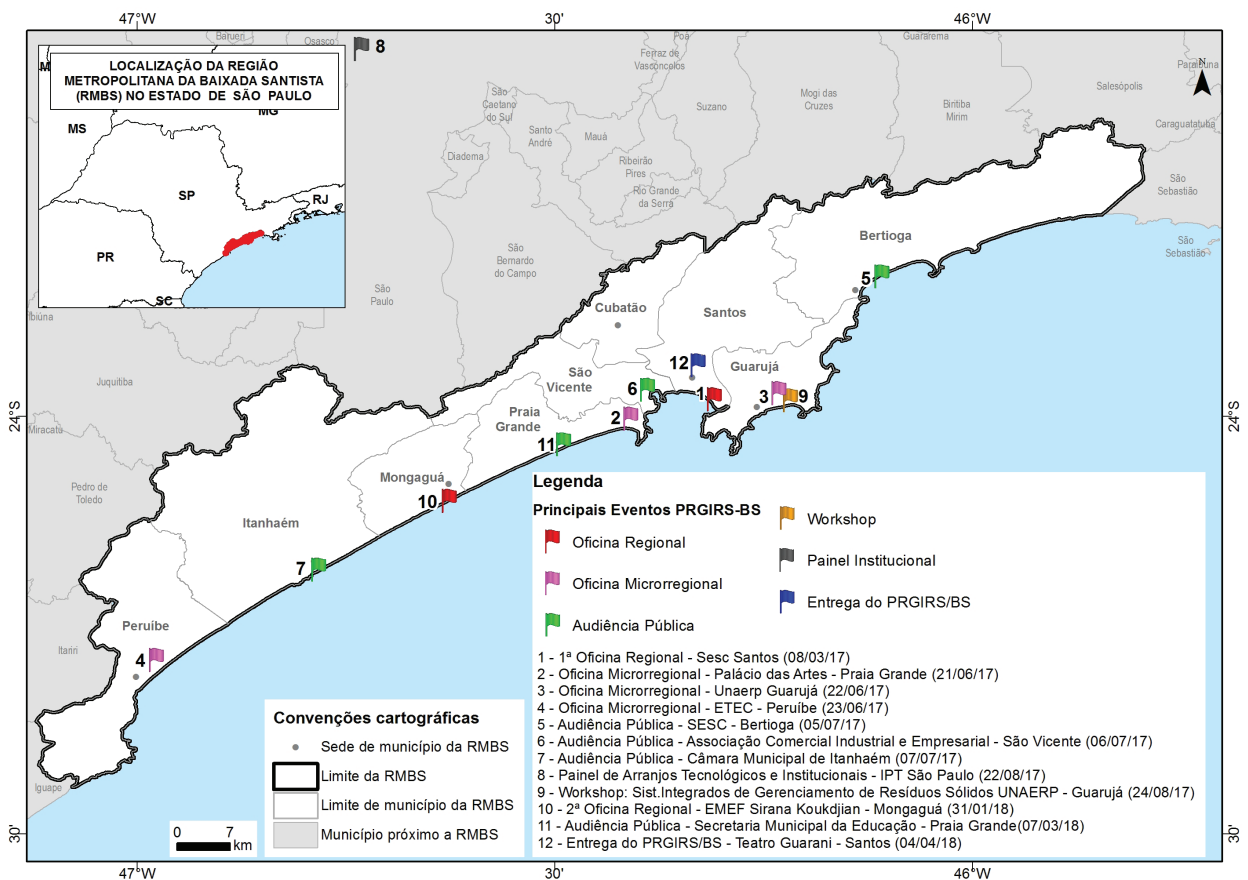 47°W
30'
46°W
LOCALIZAÇÃO DA REGIÃO
METROPOLITANA DA BAIXADA SANTISTA
(RMBS) NO ESTADO DE SÃO PAULO
MS
MG
SP
RJ
PR
SC
8
Barueri
Osasco
Poá
Ferraz de
Vasconcelos
Guararema
Paraibuna
N
Salesópolis
Mogi das
Cruzes
Suzano
Biritiba
Mirim
Caraguatatuba
São
Caetano
do Sul
Santo
André
Mauá
Diadema
Ribeirão
Pires
Rio Grande
da Serra
São
Sebastião
São
Sebastião
São
Bernardo
do Campo
São
Paulo
Ibiúna
Juquitiba
Miracatu
Pedro de
Toledo
Itariri
Iguape
Bertioga
5
Cubatão
Santos
12
Guarujá
São
Vicente
6
1
3
9
Praia
Grande
2
11
Mongaguá
10
Itanhaém
7
Peruíbe
4
24°S
24°S
30'
30'
Legenda
Principais Eventos PRGIRS-BS
Oficina Regional
Oficina Microrregional
Audiência Pública
Workshop
Painel Institucional
Entrega do PRGIRS/BS
1 - 1ª Oficina Regional - Sesc Santos (08/03/17)
2 - Oficina Microrregional - Palácio das Artes - Praia Grande (21/06/17)
3 - Oficina Microrregional - Unaerp Guarujá (22/06/17)
4 - Oficina Microrregional - ETEC - Peruíbe (23/06/17)
5 - Audiência Pública - SESC - Bertioga (05/07/17)
6 - Audiência Pública - Associação Comercial Industrial e Empresarial - São Vicente (06/07/17)
7 - Audiência Pública - Câmara Municipal de Itanhaém (07/07/17)
8 - Painel de Arranjos Tecnológicos e Institucionais - IPT São Paulo (22/08/17)
9 - Workshop: Sist.Integrados de Gerenciamento de Resíduos Sólidos UNAERP - Guarujá (24/08/17)
10 - 2ª Oficina Regional - EMEF Sirana Koukdjian - Mongaguá (31/01/18)
11 - Audiência Pública - Secretaria Municipal da Educação - Praia Grande(07/03/18)
12 - Entrega do PRGIRS/BS - Teatro Guarani - Santos (04/04/18)
Convenções cartográficas
Sede de município da RMBS
Limite da RMBS
Limite de município da RMBS
Município próximo a RMBS
0 7
km
47°W
30'
46°W